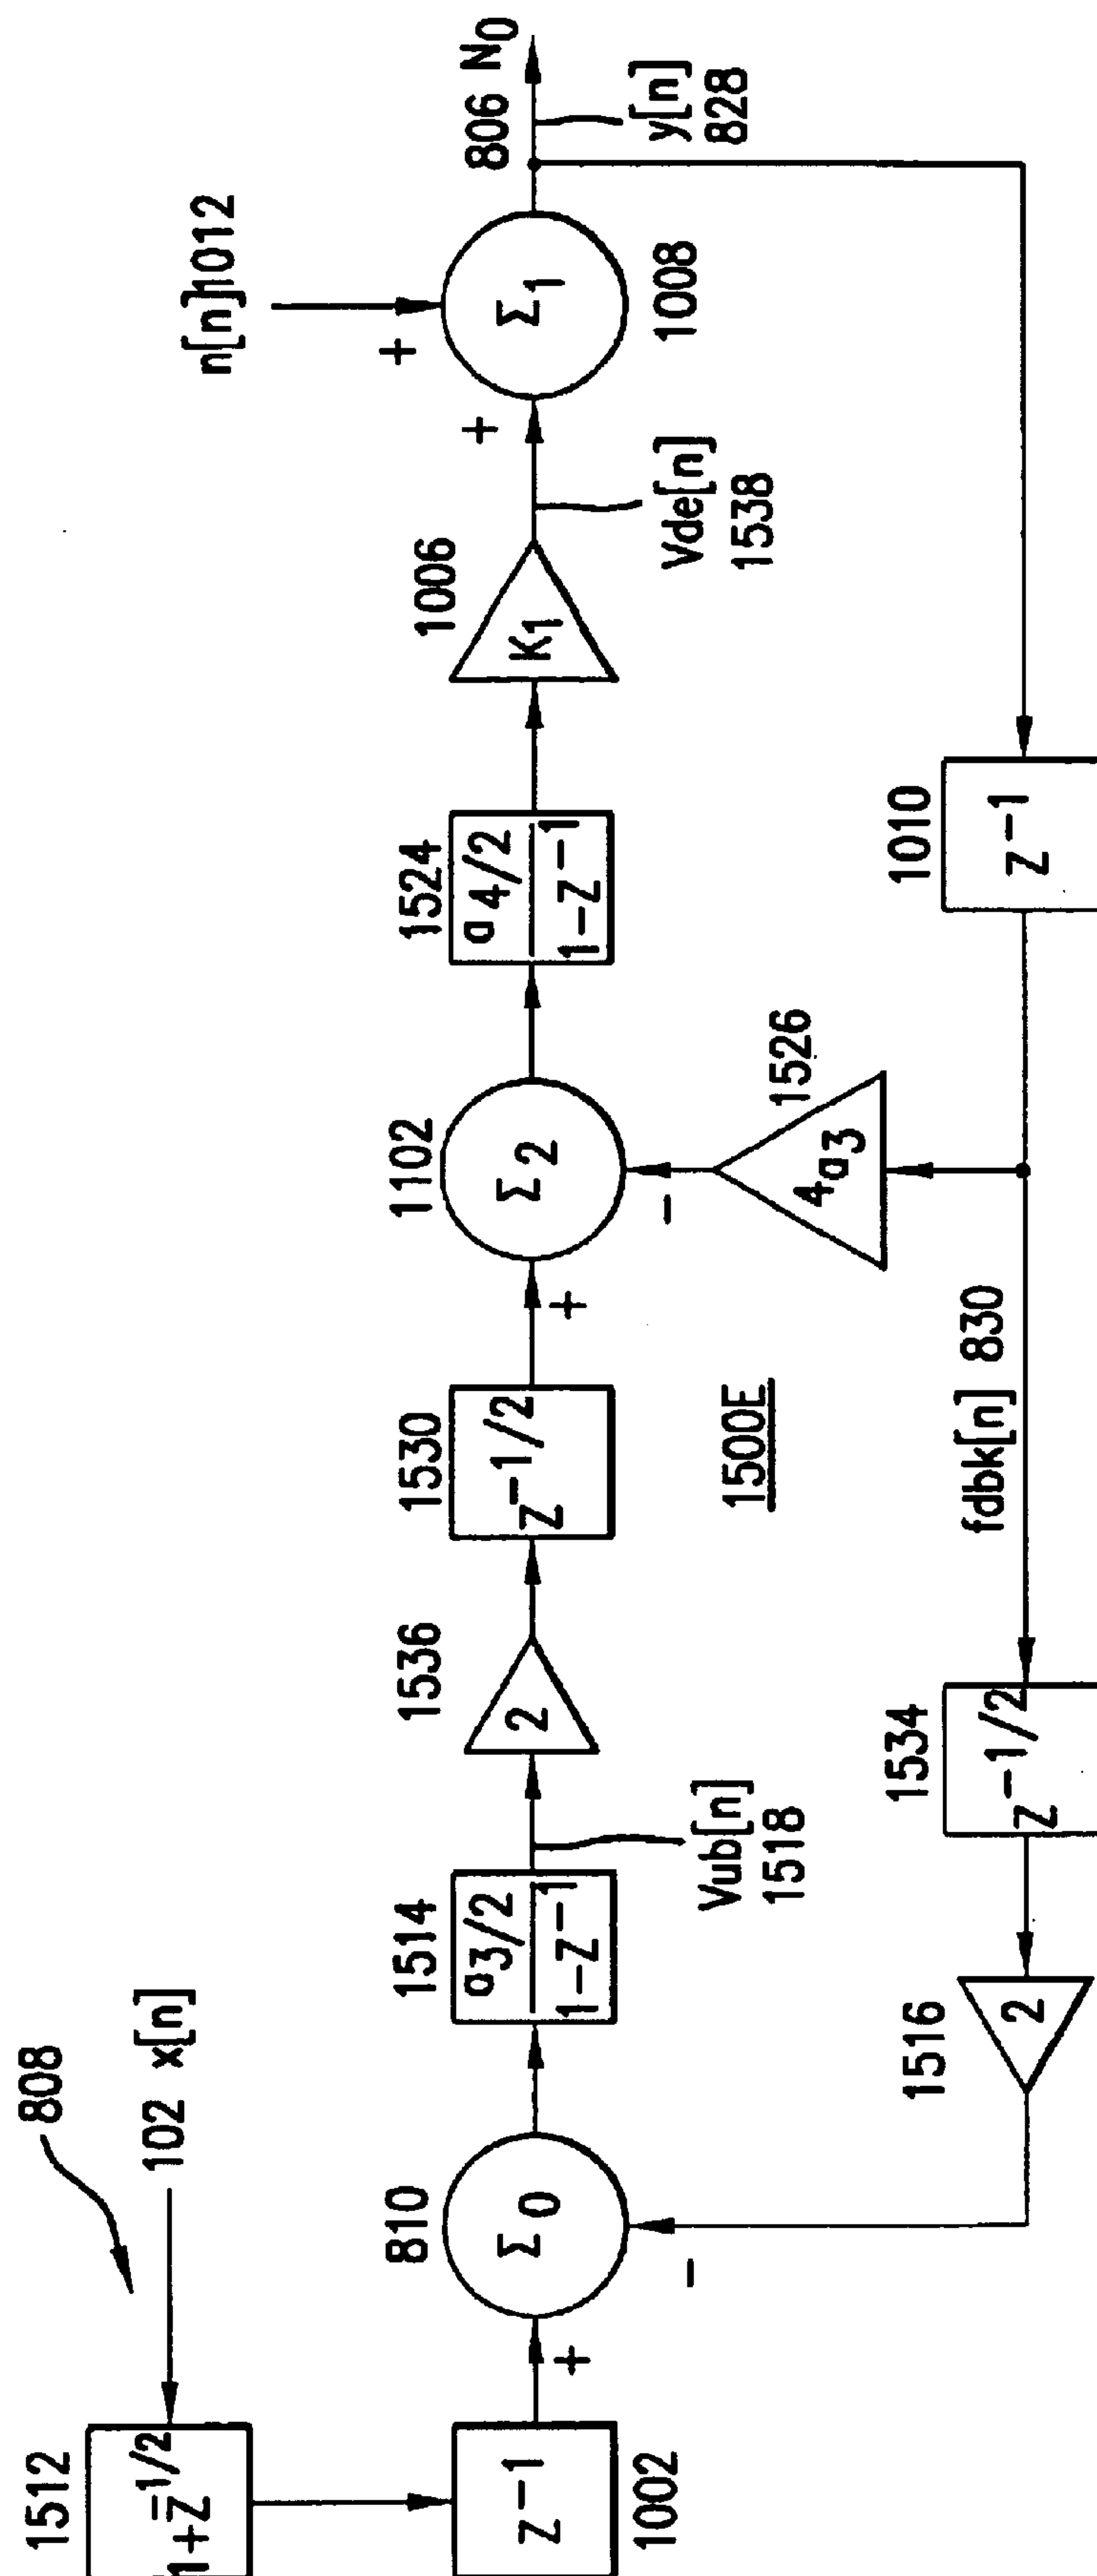 808
102 x[n]
1512
1+z^-1/2
z^-1
1002
810
Σ0
+
-
1514
a3/2
1-z^-1
Vub[n]
1518
1536
2
1530
z^-1/2
+
1102
Σ2
-
1526
4a3
1524
a4/2
1-z^-1
1006
K1
Vde[n]
1538
+
n[n] 1012
+
Σ1
1008
806 N0
y[n]
828
1010
z^-1
fdbk[n] 830
1534
z^-1/2
1516
2
1500E